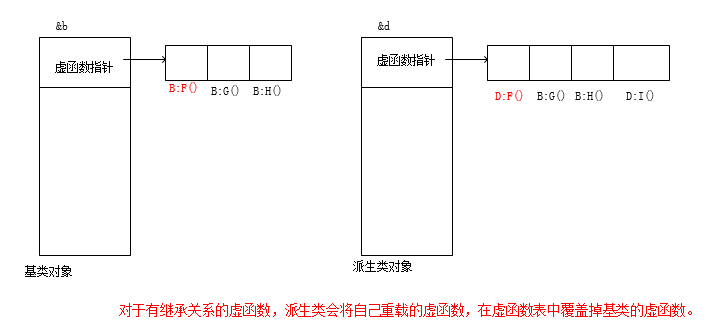 &b
&d
虚函数指针
虚函数指针
B:F()
B:G()
B:H()
D:F()
B:G()
B:H()
D:I()
基类对象
派生类对象
对于有继承关系的虚函数，派生类会将自己重载的虚函数，在虚函数表中覆盖掉基类的虚函数。